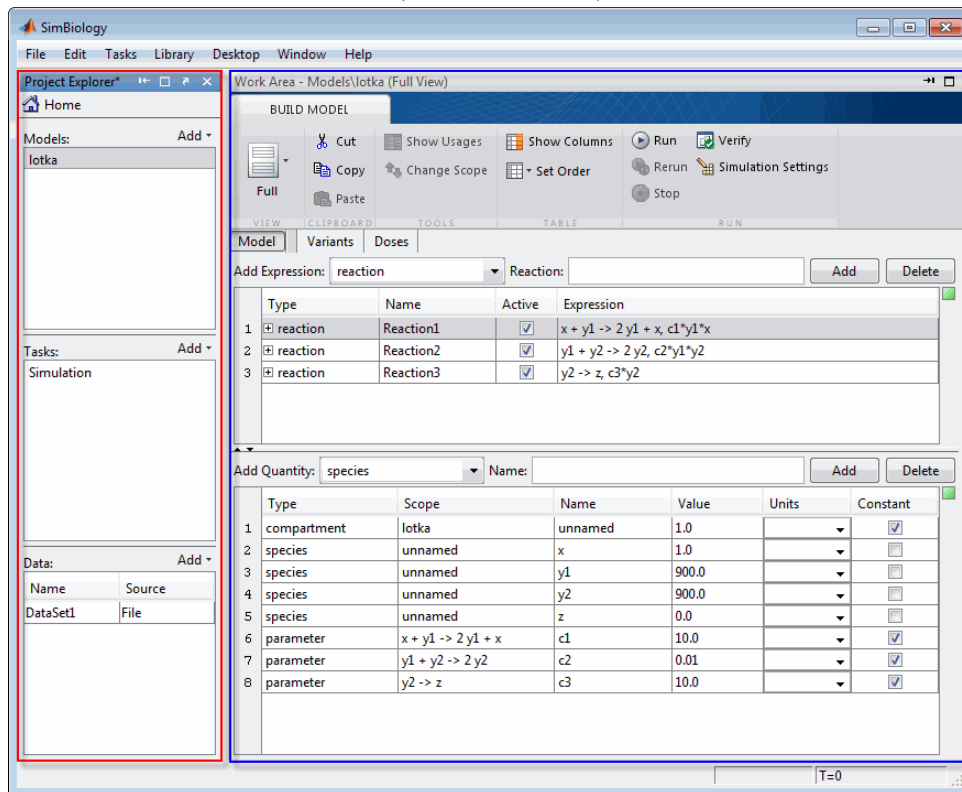 SimBiology
File Edit Tasks Library Desktop Window Help
Project Explorer*
Home
Models: Add
lotka
Tasks: Add
Simulation
Data: Add
Name Source
DataSet1 File
Work Area - Models\lotka (Full View)
BUILD MODEL
Full
VIEW
Cut
Copy
Paste
CLIPBOARD
Show Usages
Change Scope
TOOLS
Show Columns
Set Order
TABLE
Run Verify
Rerun Simulation Settings
Stop
RUN
Model Variants Doses
Add Expression: reaction Reaction: Add Delete
Type Name Active Expression
1 reaction Reaction1 x + y1 -> 2 y1 + x, c1*y1*x
2 reaction Reaction2 y1 + y2 -> 2 y2, c2*y1*y2
3 reaction Reaction3 y2 -> z, c3*y2
Add Quantity: species Name: Add Delete
Type Scope Name Value Units Constant
1 compartment lotka unnamed 1.0
2 species unnamed x 1.0
3 species unnamed y1 900.0
4 species unnamed y2 900.0
5 species unnamed z 0.0
6 parameter x + y1 -> 2 y1 + x c1 10.0
7 parameter y1 + y2 -> 2 y2 c2 0.01
8 parameter y2 -> z c3 10.0
T=0